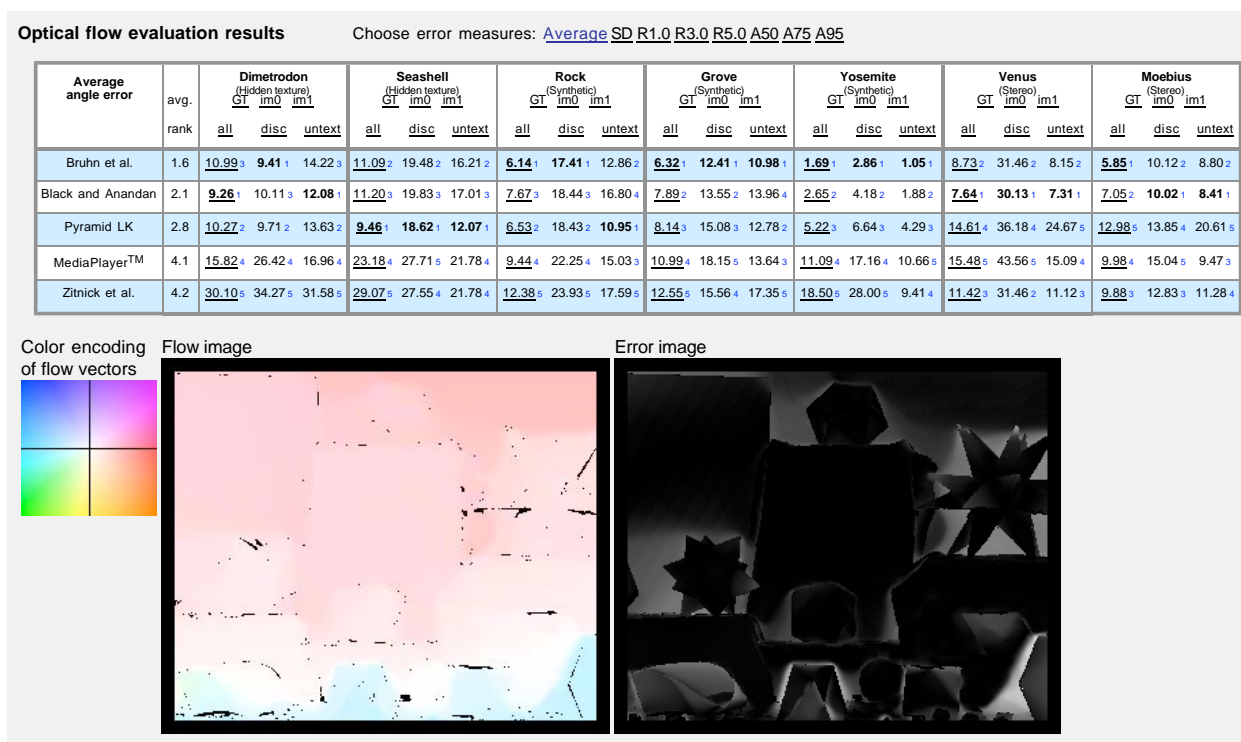 Optical flow evaluation results Choose error measures: Average SD R1.0 R3.0 R5.0 A50 A75 A95
Average angle error avg. rank Dimetrodon (Hidden texture) GT im0 im1 Seashell (Hidden texture) GT im0 im1 Rock (Synthetic) GT im0 im1 Grove (Synthetic) GT im0 im1 Yosemite (Synthetic) GT im0 im1 Venus (Stereo) GT im0 im1 Moebius (Stereo) GT im0 im1
all disc untext all disc untext all disc untext all disc untext all disc untext all disc untext all disc untext
Bruhn et al. 1.6 10.99 3 9.41 1 14.22 3 11.09 2 19.48 2 16.21 2 6.14 1 17.41 1 12.86 2 6.32 1 12.41 1 10.98 1 1.69 1 2.86 1 1.05 1 8.73 2 31.46 2 8.15 2 5.85 1 10.12 2 8.80 2
Black and Anandan 2.1 9.26 1 10.11 3 12.08 1 11.20 3 19.83 3 17.01 3 7.67 3 18.44 3 16.80 4 7.89 2 13.55 2 13.96 4 2.65 2 4.18 2 1.88 2 7.64 1 30.13 1 7.31 1 7.05 2 10.02 1 8.41 1
Pyramid LK 2.8 10.27 2 9.71 2 13.63 2 9.46 1 18.62 1 12.07 1 6.53 2 18.43 2 10.95 1 8.14 3 15.08 3 12.78 2 5.22 3 6.64 3 4.29 3 14.61 4 36.18 4 24.67 5 12.98 5 13.85 4 20.61 5
MediaPlayer TM 4.1 15.82 4 26.42 4 16.96 4 23.18 4 27.71 5 21.78 4 9.44 4 22.25 4 15.03 3 10.99 4 18.15 5 13.64 3 11.09 4 17.16 4 10.66 5 15.48 5 43.56 5 15.09 4 9.98 4 15.04 5 9.47 3
Zitnick et al. 4.2 30.10 5 34.27 5 31.58 5 29.07 5 27.55 4 21.78 4 12.38 5 23.93 5 17.59 5 12.55 5 15.56 4 17.35 5 18.50 5 28.00 5 9.41 4 11.42 3 31.46 2 11.12 3 9.88 3 12.83 3 11.28 4
Color encoding of flow vectors
Flow image
Error image